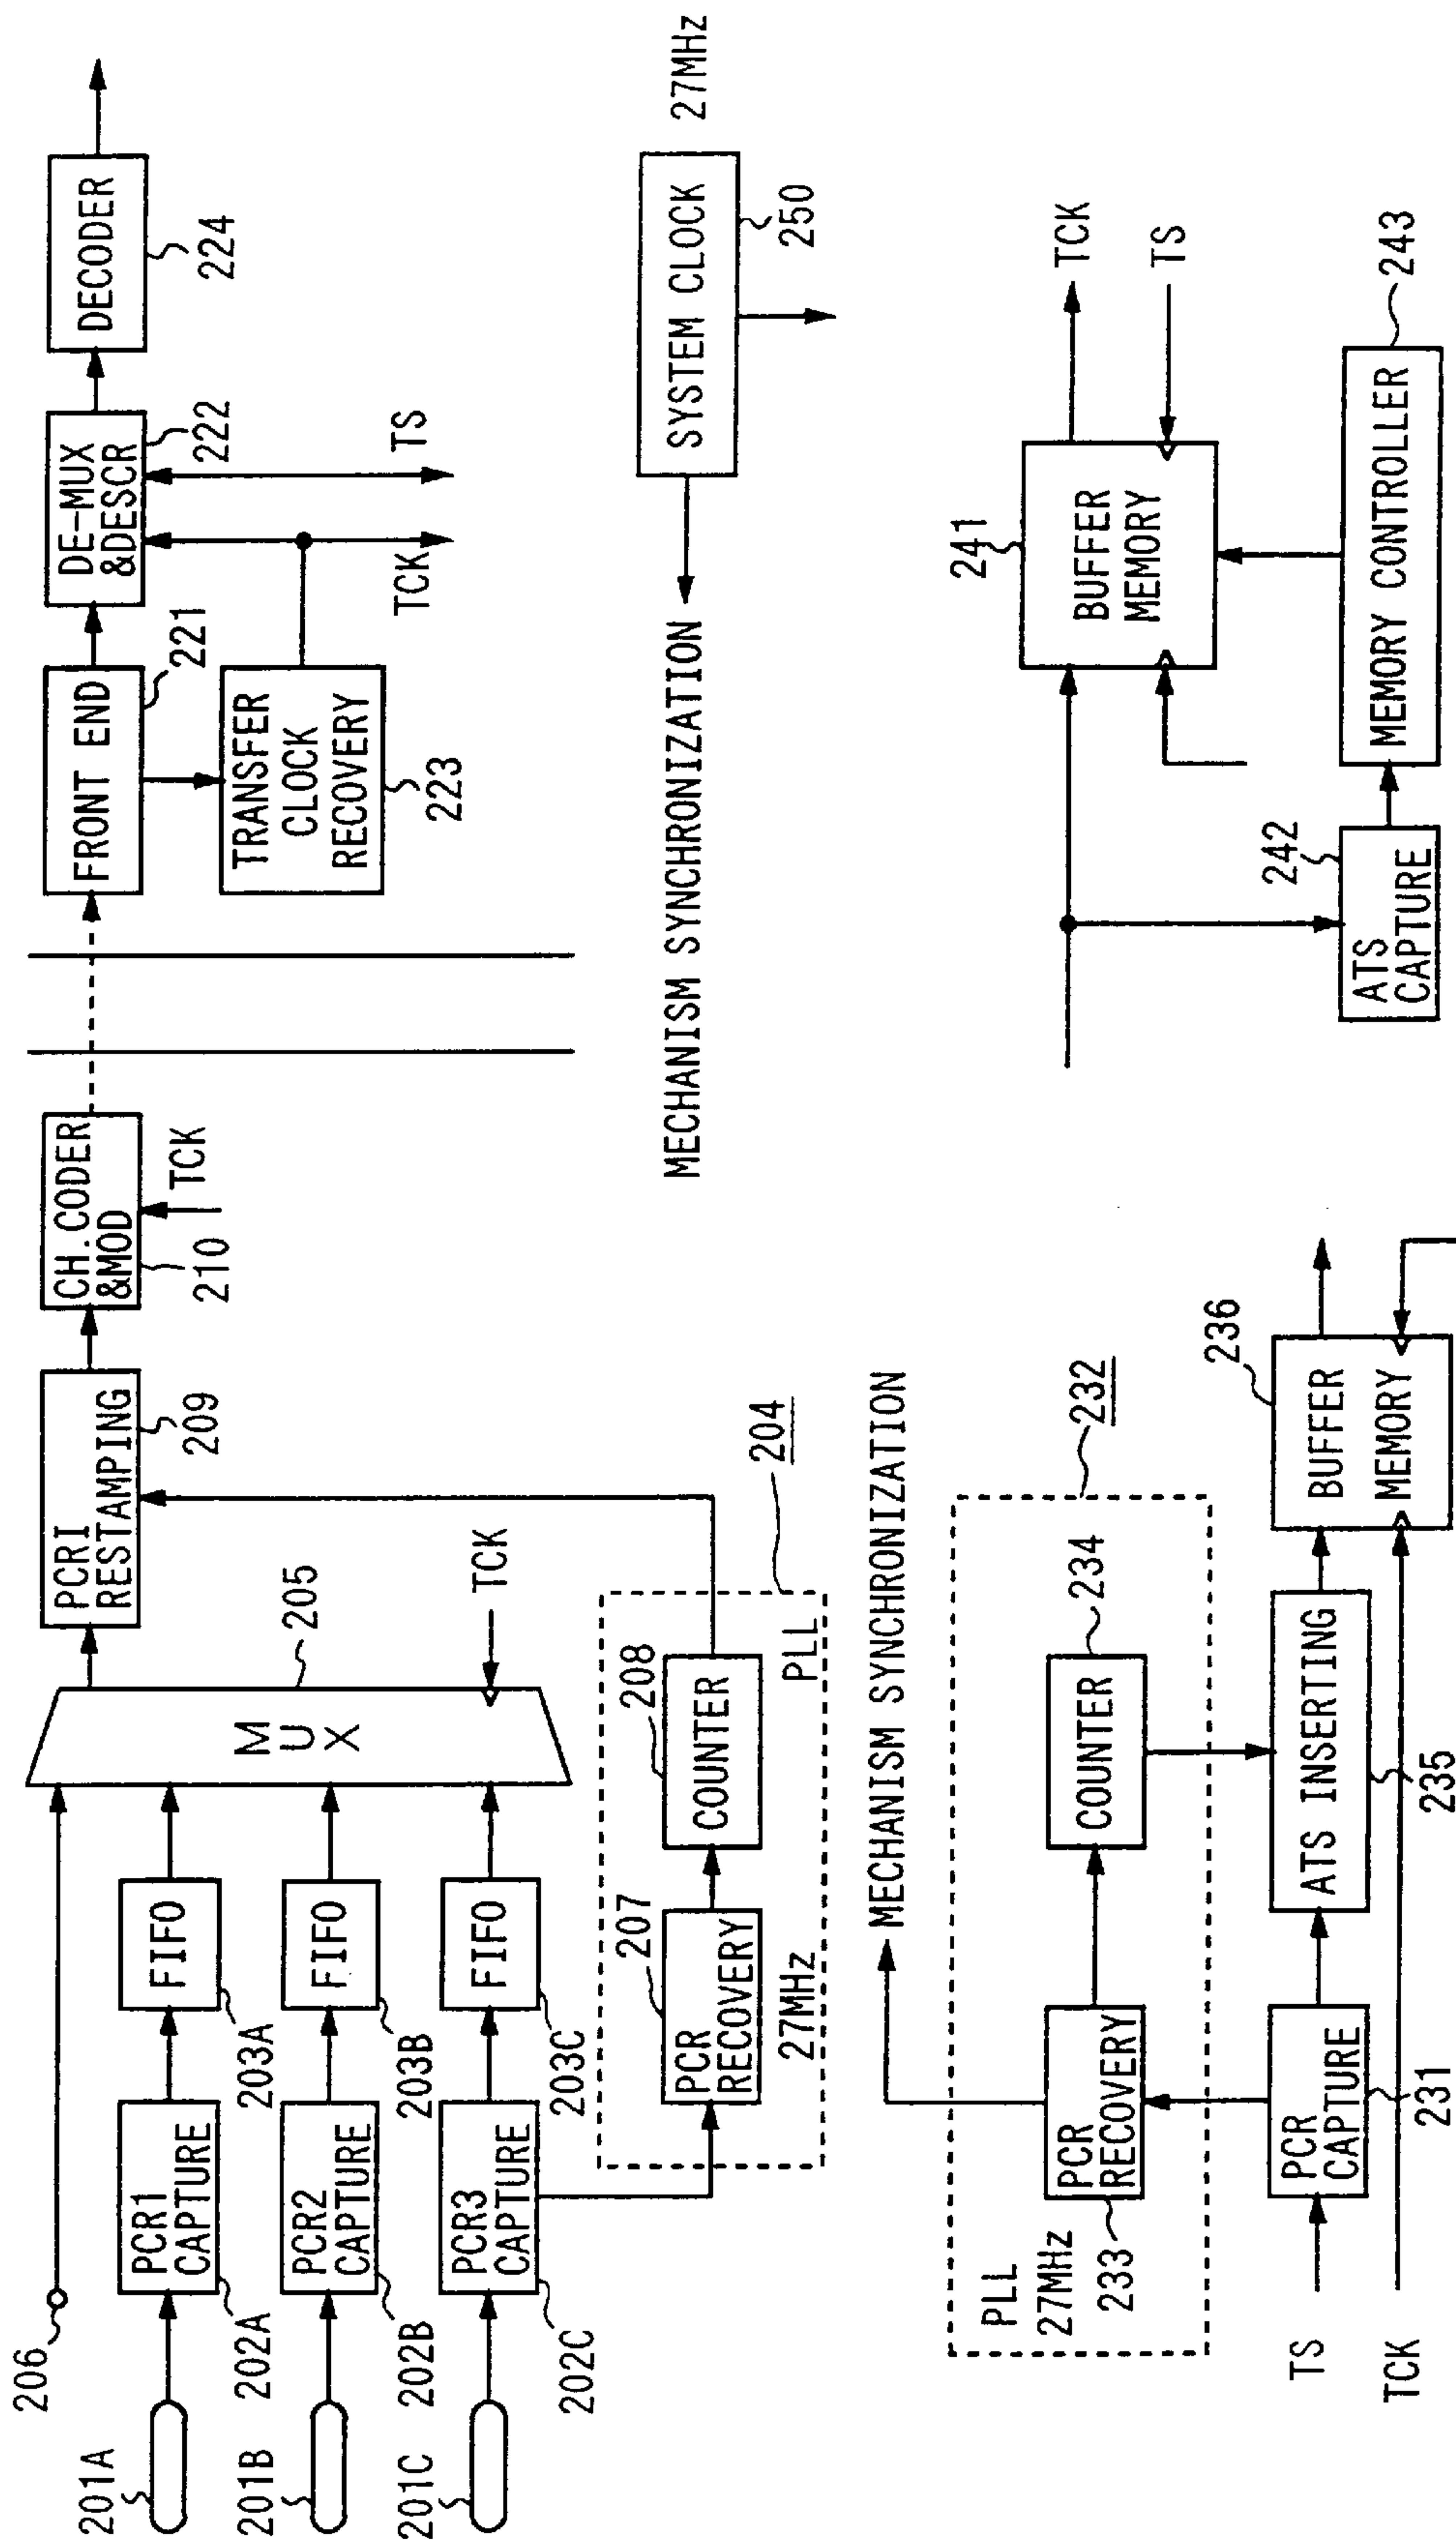 201A
201B
201C
206
PCR1
CAPTURE
202A
PCR2
CAPTURE
202B
PCR3
CAPTURE
202C
FIFO
203A
FIFO
203B
FIFO
203C
MUX
205
TCK
207
PCR
RECOVERY
27MHz
208
COUNTER
PLL
204
PCRI
RESTAMPING
209
CH.CODER
&MOD
210
TCK
FRONT END
221
TRANSFER
CLOCK
RECOVERY
223
DE-MUX
&DESCR
222
TCK
TS
DECODER
224
MECHANISM SYNCHRONIZATION
SYSTEM CLOCK
250
27MHz
MECHANISM SYNCHRONIZATION
232
PLL
27MHz
233
PCR
RECOVERY
COUNTER
234
TS
TCK
PCR
CAPTURE
231
ATS INSERTING
235
236
BUFFER
MEMORY
241
BUFFER
MEMORY
TCK
TS
242
ATS
CAPTURE
MEMORY CONTROLLER
243